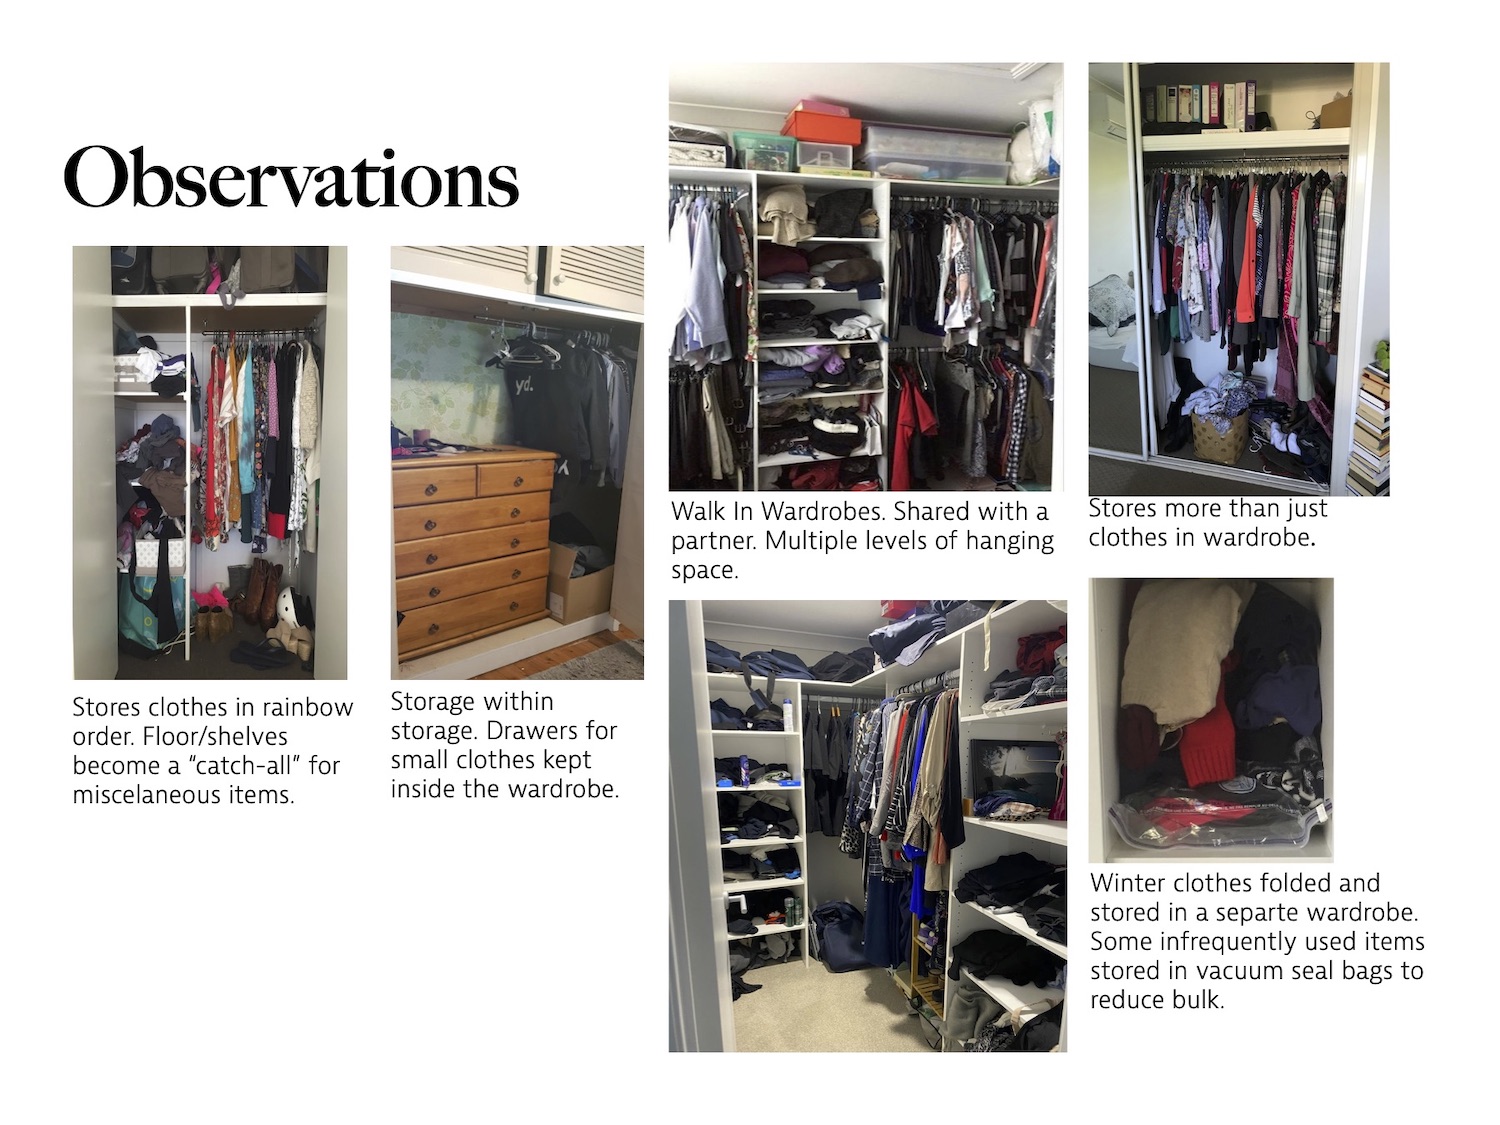 Observations
Stores clothes in rainbow
order. Floor/shelves
become a “catch-all” for
miscelaneous items.
Storage within
storage. Drawers for
small clothes kept
inside the wardrobe.
yd.
Walk In Wardrobes. Shared with a
partner. Multiple levels of hanging
space.
Stores more than just
clothes in wardrobe.
Winter clothes folded and
stored in a separte wardrobe.
Some infrequently used items
stored in vacuum seal bags to
reduce bulk.